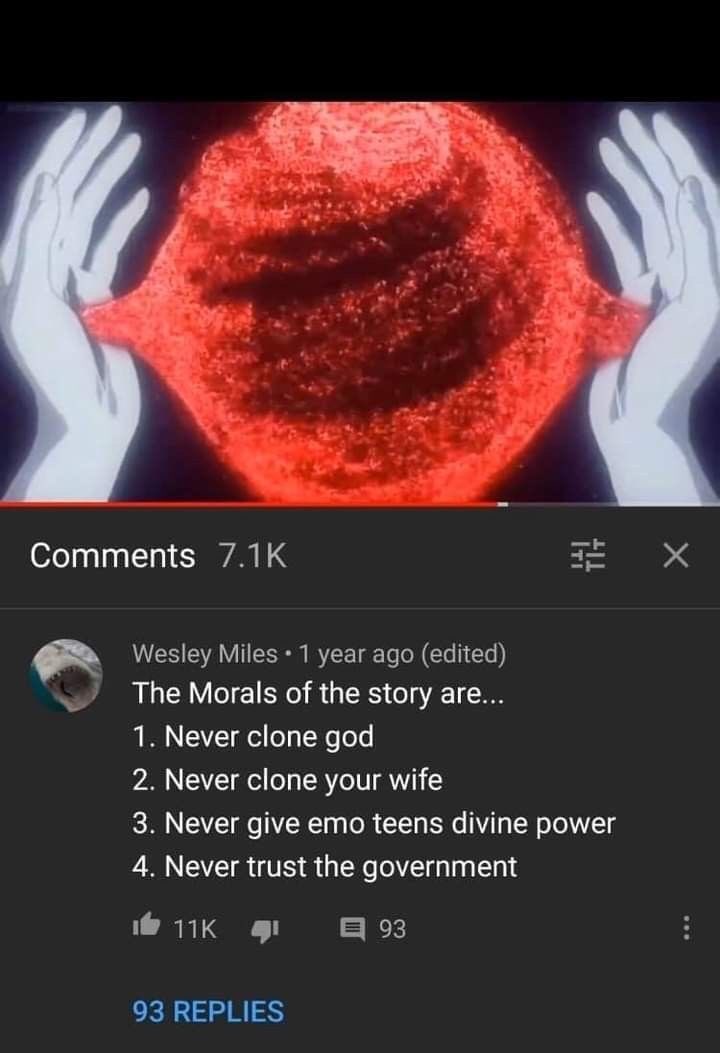 Comments 7.1K
Wesley Miles • 1 year ago (edited)
The Morals of the story are...
1. Never clone god
2. Never clone your wife
3. Never give emo teens divine power
4. Never trust the government
11K 93
93 REPLIES